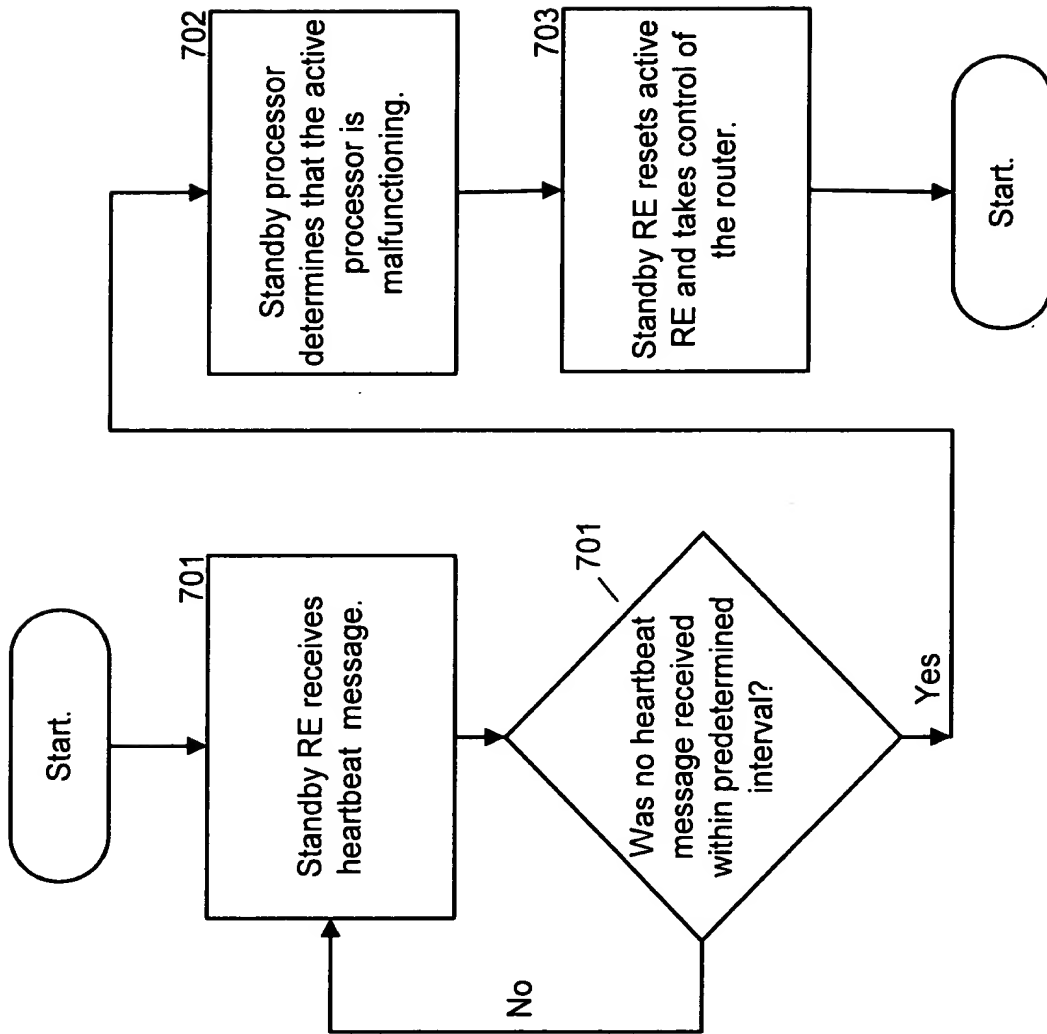 Start.
701
Standby RE receives
heartbeat message.
701
Was no heartbeat
message received
within predetermined
interval?
No
Yes
702
Standby processor
determines that the active
processor is
malfunctioning.
703
Standby RE resets active
RE and takes control of
the router.
Start.